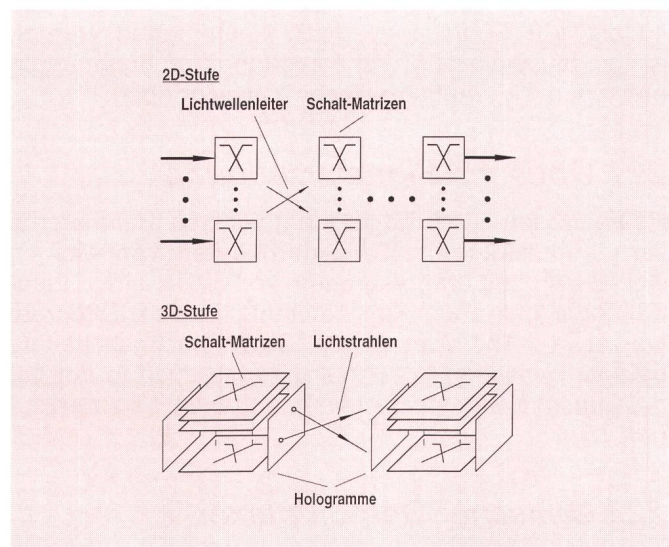 2D-Stufe
Lichtwellenleiter Schalt-Matrizen
3D-Stufe
Schalt-Matrizen Lichtstrahlen
Hologramme